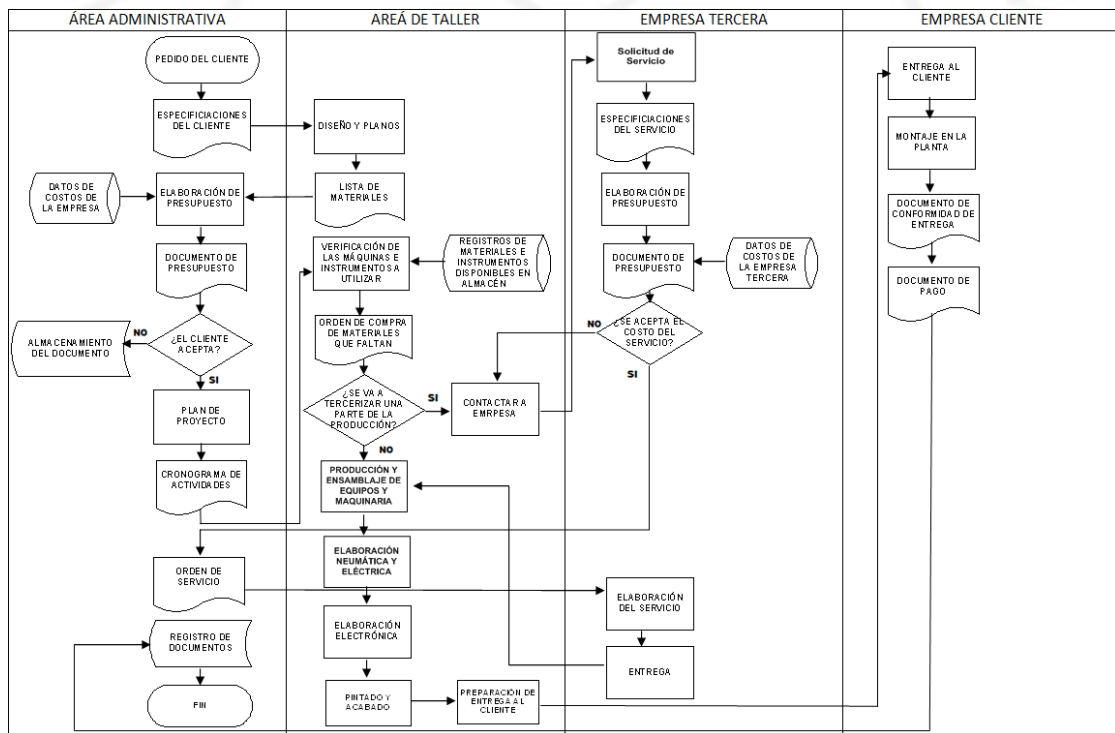 ÁREA ADMINISTRATIVA
AREÁ DE TALLER
EMPRESA TERCERA
EMPRESA CLIENTE
PEDIDO DEL CLIENTE
ESPECIFICIACIONES
DEL CLIENTE
DATOS DE
COSTOS DE
LA EMPRESA
ELABORACIÓN DE
PRESUPUESTO
DOCUMENTO DE
PRESUPUESTO
¿EL CLIENTE
ACEPTA?
NO
ALMACENAMIENTO
DEL DOCUMENTO
SI
PLAN DE
PROYECTO
CRONOGRAMA DE
ACTIVIDADES
ORDEN DE
SERVICIO
REGISTRO DE
DOCUMENTOS
FIN
DISEÑO Y PLANOS
LISTA DE
MATERIALES
VERIFICACIÓN DE
LAS MÁQUINAS E
INSTRUMENTOS A
UTILIZAR
REGISTROS DE
MATERIALES E
INSTRUMENTOS
DISPONIBLES EN
ALMACÉN
ORDEN DE COMPRA
DE MATERIALES
QUE FALTAN
¿SE VA A
TERCERIZAR UNA
PARTE DE LA
PRODUCCIÓN?
SI
CONTACTAR A
EMRPESA
NO
PRODUCCIÓN Y
ENSAMBLAJE DE
EQUIPOS Y
MAQUINARIA
ELABORACIÓN
NEUMÁTICA Y
ELÉCTRICA
ELABORACIÓN
ELECTRÓNICA
PINTADO Y
ACABADO
PREPARACIÓN DE
ENTREGA AL
CLIENTE
Solicitud de
Servicio
ESPECIFICIACIONES
DEL SERVICIO
ELABORACIÓN DE
PRESUPUESTO
DOCUMENTO DE
PRESUPUESTO
DATOS DE
COSTOS DE
LA EMPRESA
TERCERA
¿SE ACEPTA EL
COSTO DEL
SERVICIO?
NO
SI
ELABORACIÓN
DEL SERVICIO
ENTREGA
ENTREGA AL
CLIENTE
MONTAJE EN LA
PLANTA
DOCUMENTO DE
CONFORMIDAD DE
ENTREGA
DOCUMENTO DE
PAGO